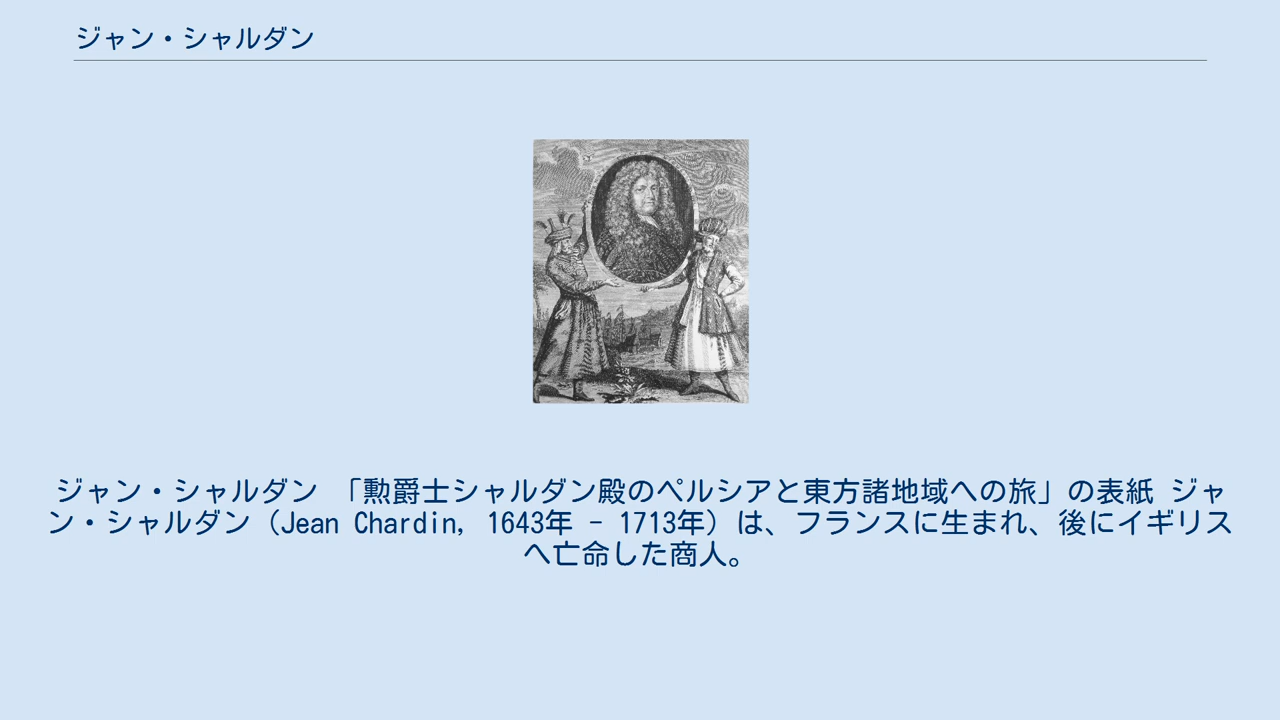 ジャン・シャルダン
ジャン・シャルダン 「勲爵士シャルダン殿のペルシアと東方諸地域への旅」の表紙 ジャ
ン・シャルダン（Jean Chardin, 1643年 - 1713年）は、フランスに生まれ、後にイギリス
へ亡命した商人。